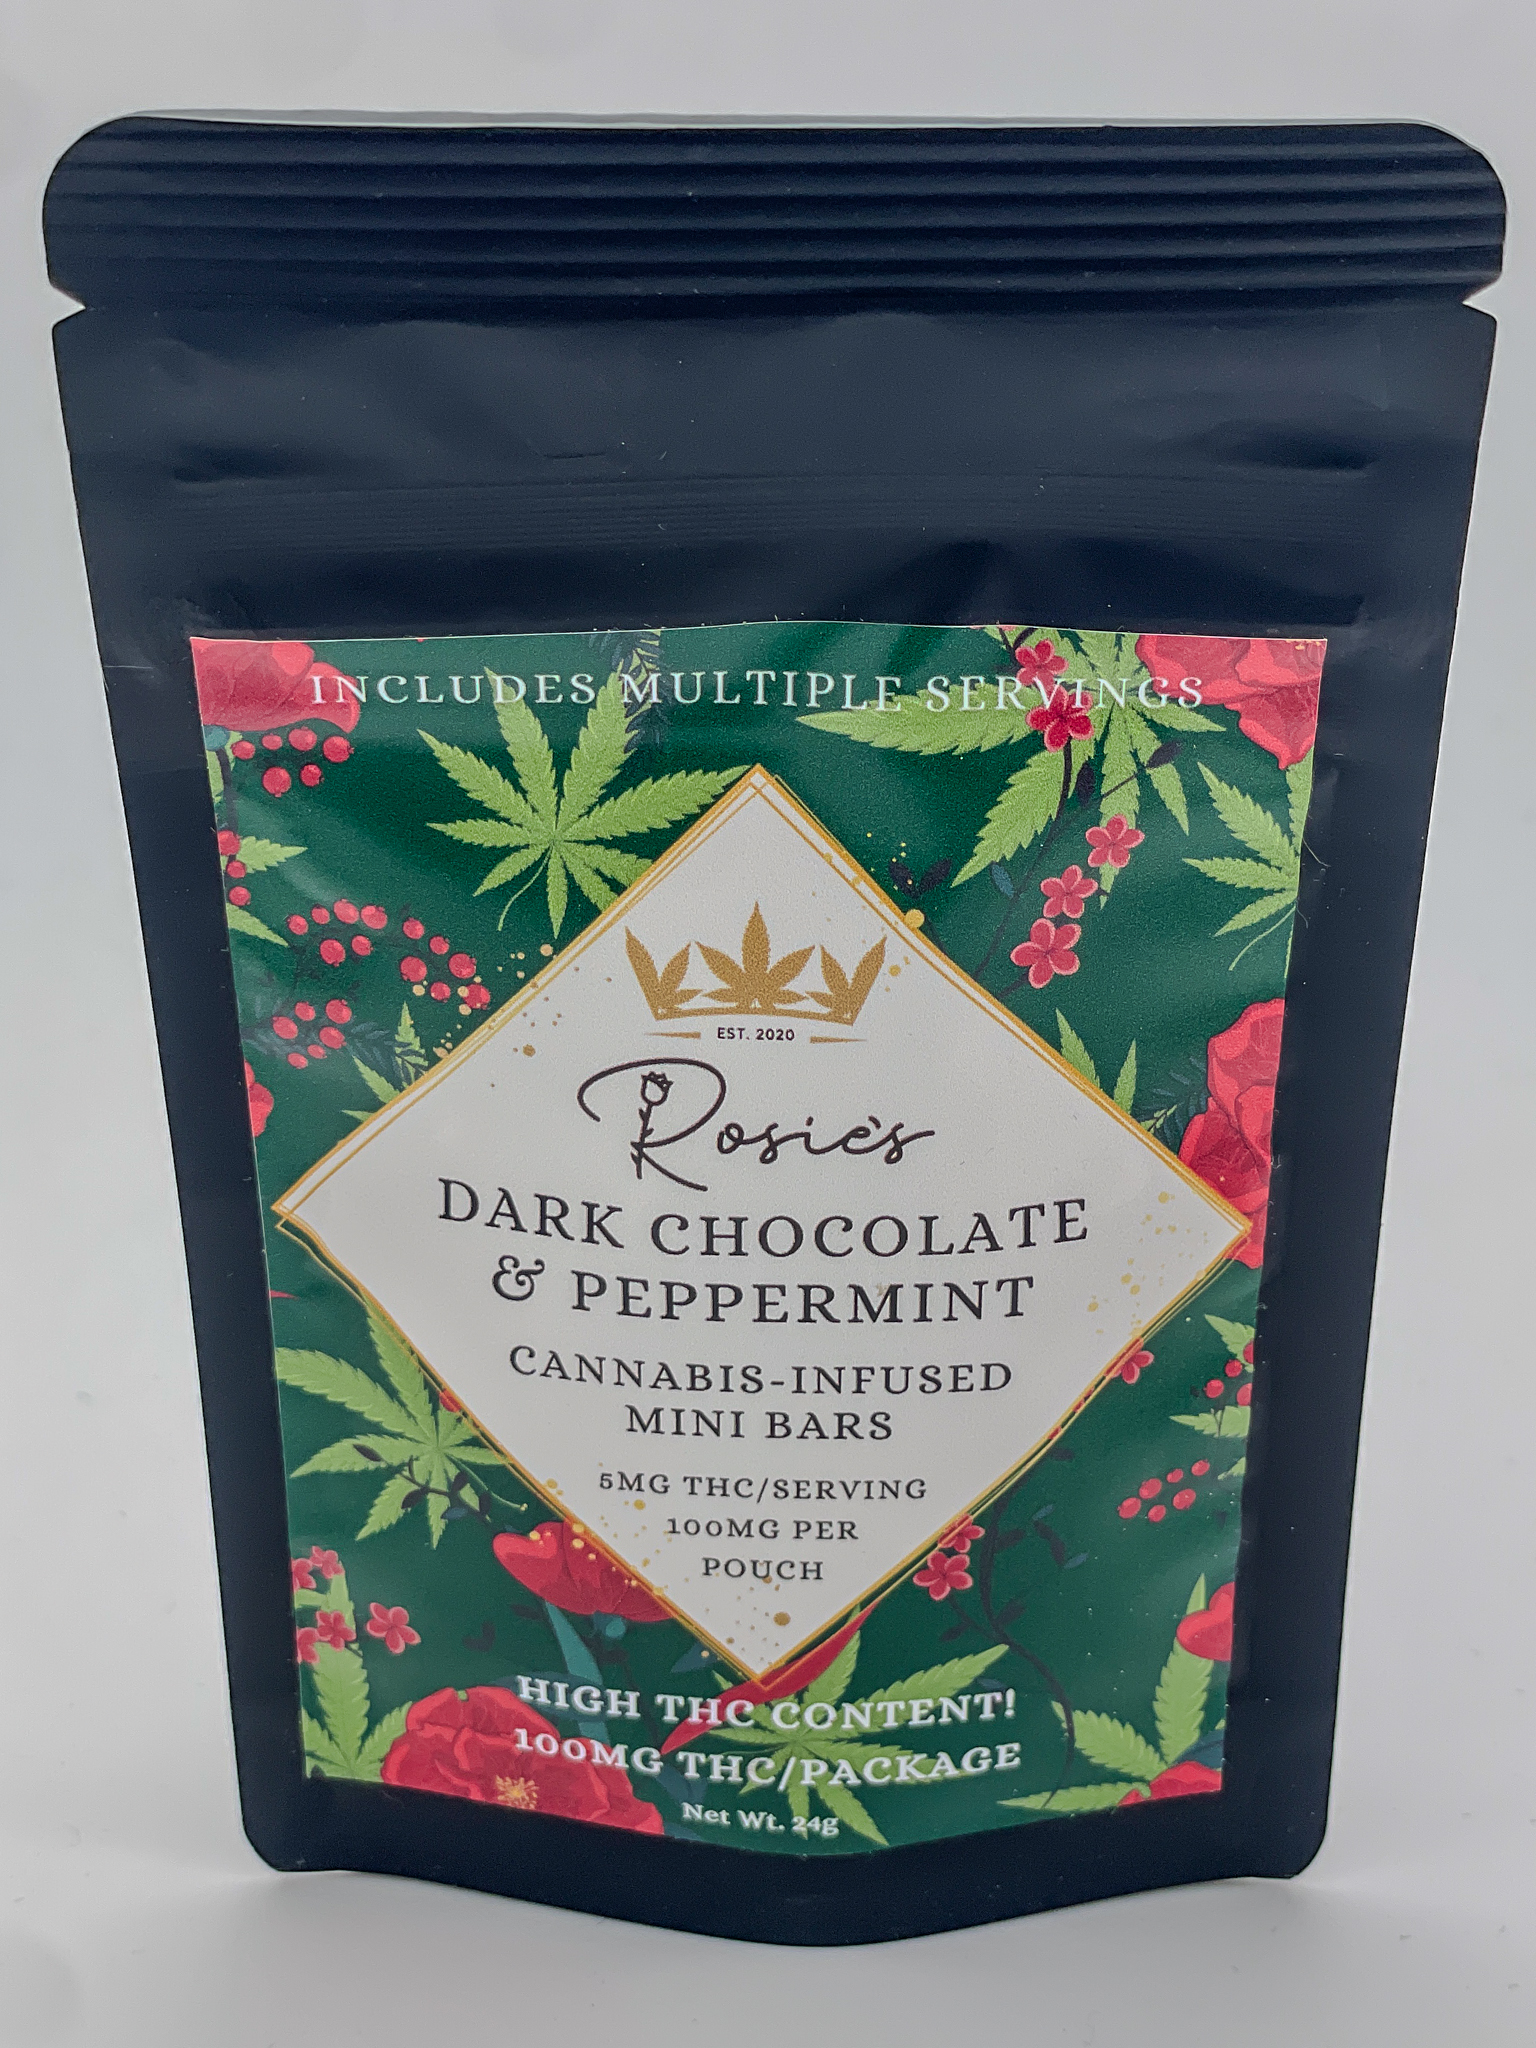 INCLUDES MULTIPLE SERVINGS
EST. 2020
Rosie's
DARK CHOCOLATE
& PEPPERMINT
CANNABIS-INFUSED
MINI BARS
5MG THC/SERVING
100MG PER
POUCH
HIGH THC CONTENT!
100MG THC/PACKAGE
Net Wt. 24g